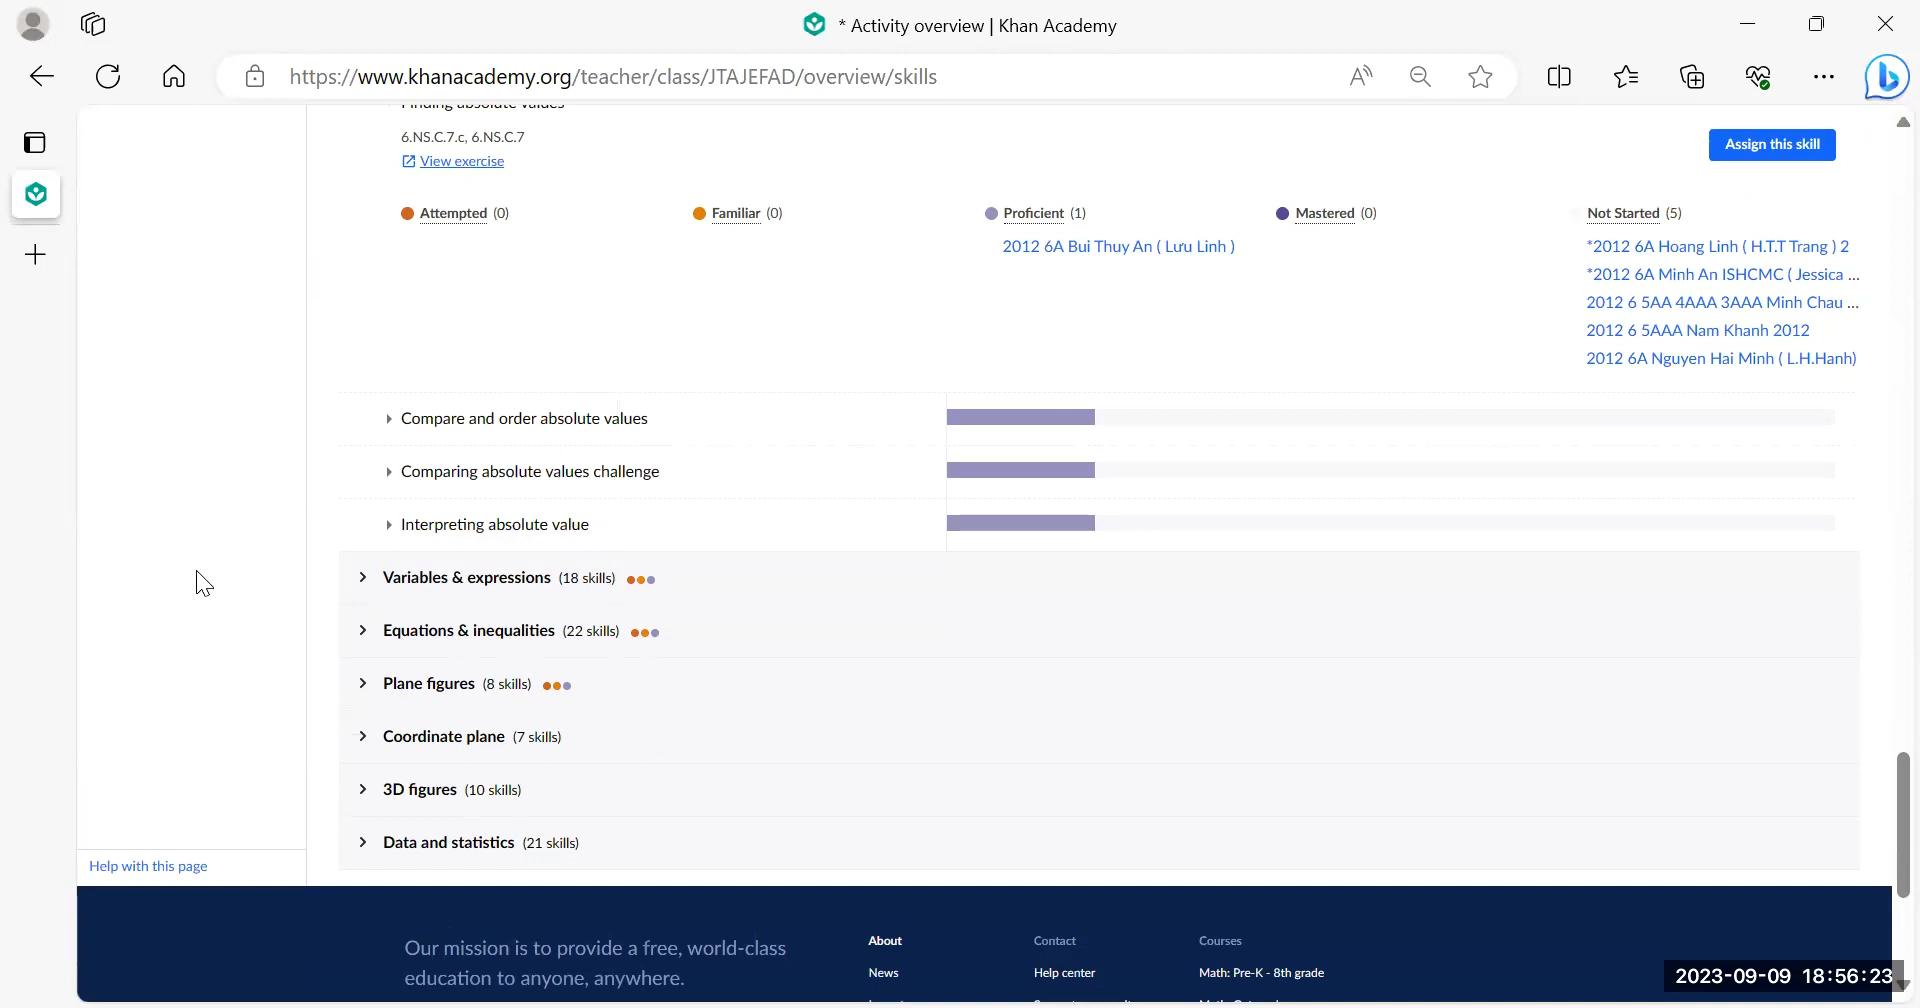 * Activity overview | Khan Academy
https://www.khanacademy.org/teacher/class/JTAJEFAD/overview/skills
Finding absolute values
6.NS.C.7.c, 6.NS.C.7
View exercise
Assign this skill
Attempted (0)
Familiar (0)
Proficient (1)
2012 6A Bui Thuy An ( Lưu Linh )
Mastered (0)
Not Started (5)
*2012 6A Hoang Linh ( H.T.T Trang ) 2
*2012 6A Minh An ISHCMC ( Jessica ...
2012 6 5AA 4AAA 3AAA Minh Chau ...
2012 6 5AAA Nam Khanh 2012
2012 6A Nguyen Hai Minh ( L.H.Hanh)
Compare and order absolute values
Comparing absolute values challenge
Interpreting absolute value
Variables & expressions (18 skills)
Equations & inequalities (22 skills)
Plane figures (8 skills)
Coordinate plane (7 skills)
3D figures (10 skills)
Data and statistics (21 skills)
Help with this page
Our mission is to provide a free, world-class
education to anyone, anywhere.
About
News
Contact
Help center
Courses
Math: Pre-K - 8th grade
2023-09-09 18:56:23